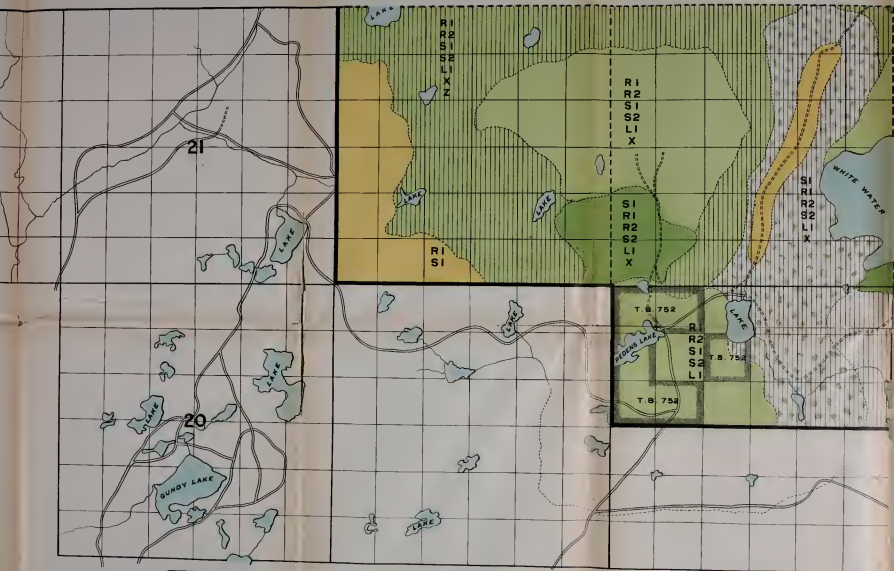 LAKE
R1
R2
S1
S2
L1
X
Z
R1
R2
S1
S2
L1
X
21
S1
R1
R2
S2
L1
X
WHITE WATER
LAKE
LAKE
S1
R1
R2
S2
L1
X
LAKE
R1
S1
T.B. 752
LAKE
LAKE
R1
R2
S1
S2
L1
PEDENS LAKE
T.B. 752
LAKE
T.B. 752
LAKE
20
GUNDY LAKE
LAKE